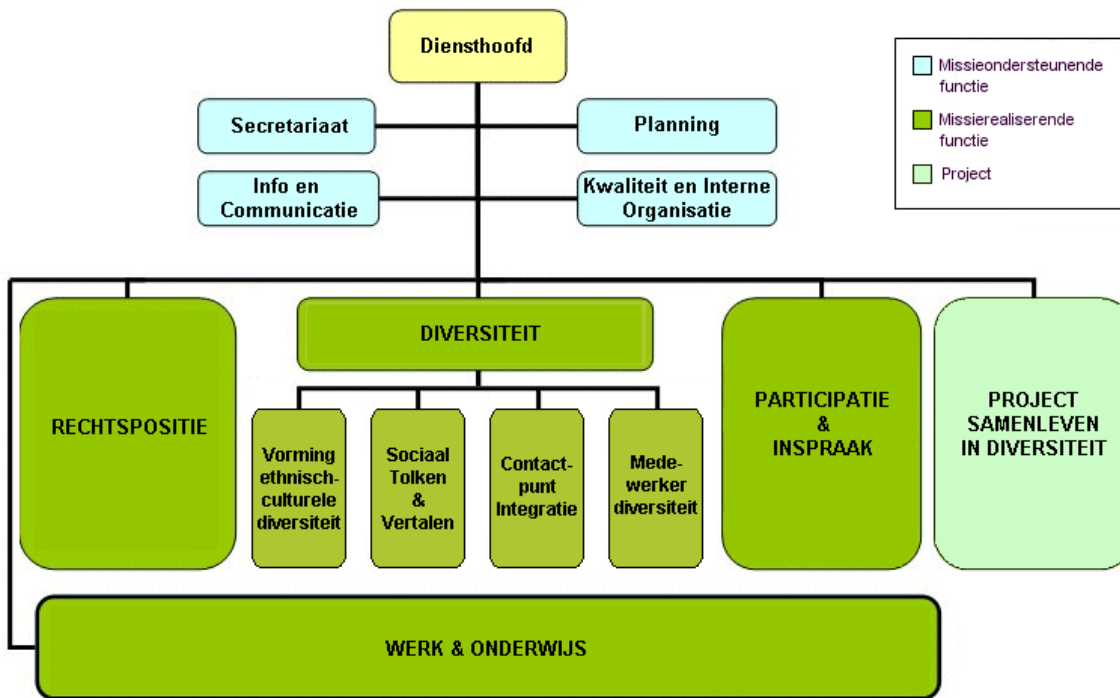 Diensthoofd
Missieondersteunende
functie
Missierealiserende
functie
Project
Secretariaat
Planning
Info en
Communicatie
Kwaliteit en Interne
Organisatie
RECHTSPOSITIE
DIVERSITEIT
Vorming
ethnisch-
culturele
diversiteit
Sociaal
Tolken
&
Vertalen
Contact-
punt
Integratie
Mede-
werker
diversiteit
PARTICIPATIE
&
INSPRAAK
PROJECT
SAMENLEVEN
IN DIVERSITEIT
WERK & ONDERWIJS